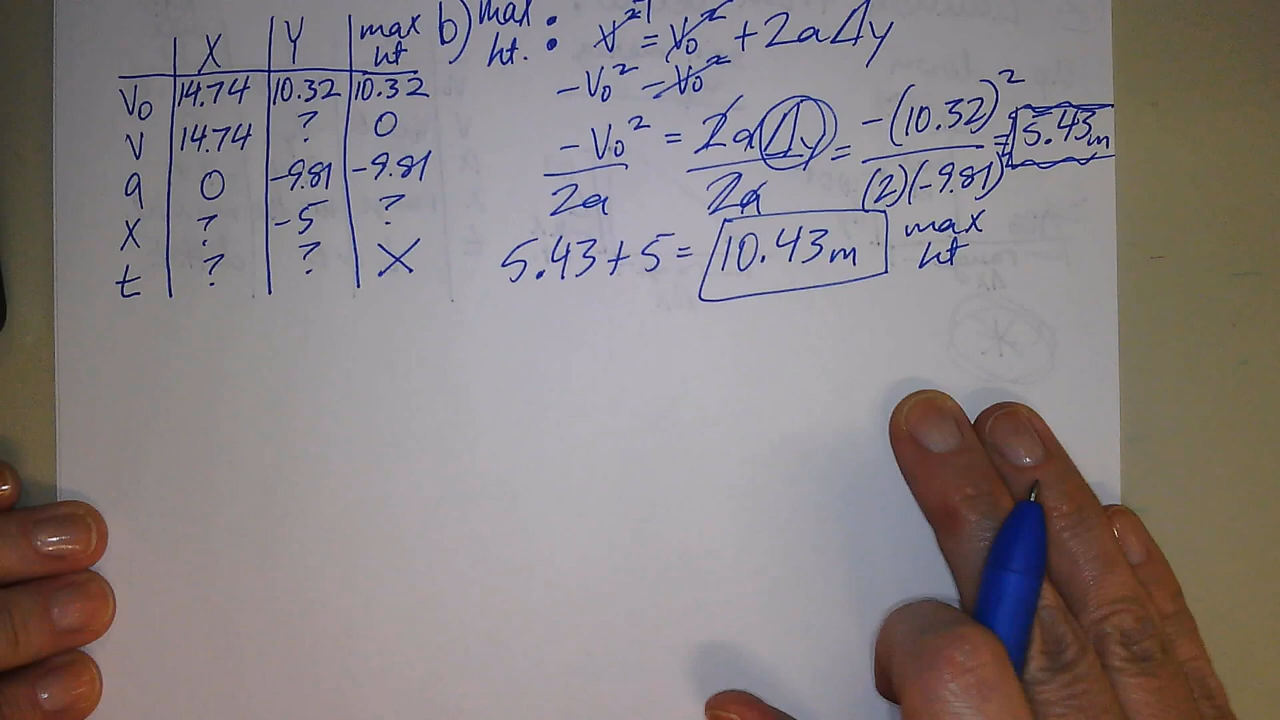 X Y max ht
V₀ 14.74 10.32 10.32
V 14.74 ? 0
a 0 -9.81 -9.81
X ? -5 ?
t ? ? X
b) max ht. : V² = V₀² + 2aΔy
-V₀² -V₀²
-V₀²/2a = 2aΔy/2a = -(10.32)²/(2)(-9.81) = 5.43m
5.43 + 5 = 10.43m max ht